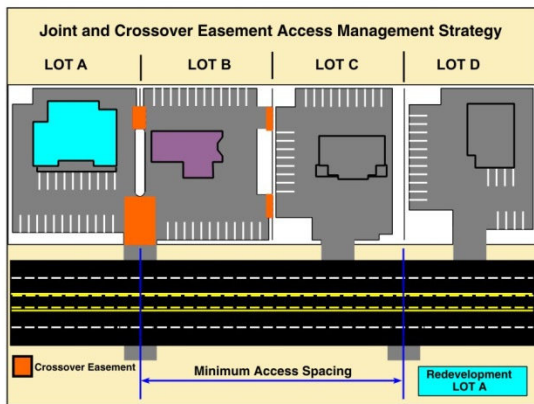 Joint and Crossover Easement Access Management Strategy
LOT A
LOT B
LOT C
LOT D
Crossover Easement
Minimum Access Spacing
Redevelopment
LOT A